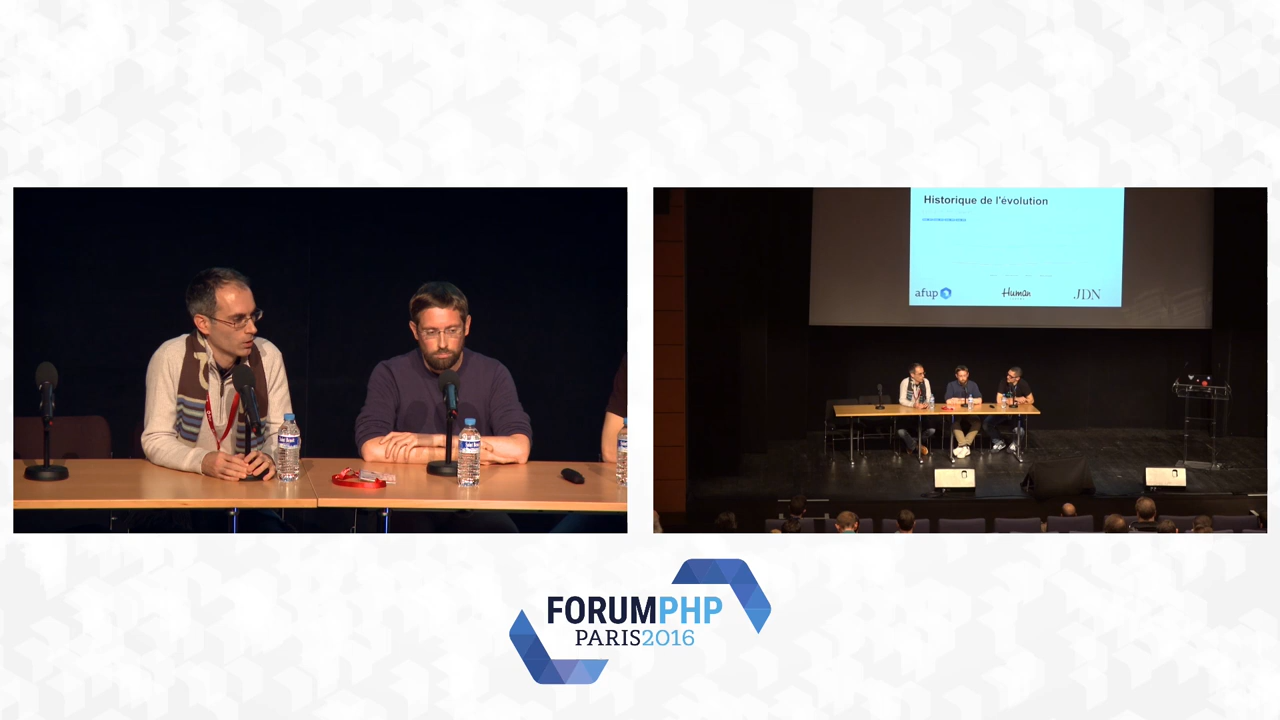 Historique de l'évolution
afup
Human
JDN
FORUMPHP
PARIS2016